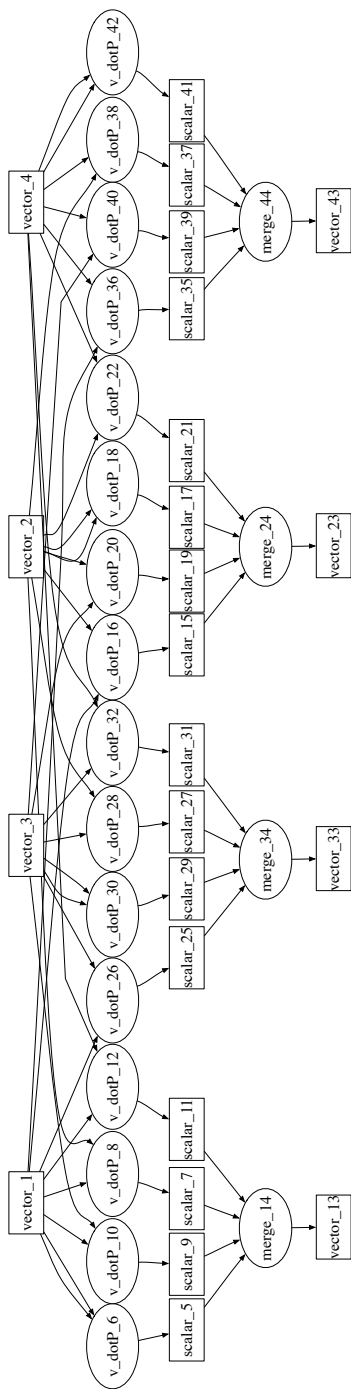 vector_1
vector_3
vector_2
vector_4
v_dotP_6
v_dotP_10
v_dotP_8
v_dotP_12
v_dotP_26
v_dotP_30
v_dotP_28
v_dotP_32
v_dotP_16
v_dotP_20
v_dotP_18
v_dotP_22
v_dotP_36
v_dotP_40
v_dotP_38
v_dotP_42
scalar_5
scalar_9
scalar_7
scalar_11
scalar_25
scalar_29
scalar_27
scalar_31
scalar_15
scalar_19
scalar_17
scalar_21
scalar_35
scalar_39
scalar_37
scalar_41
merge_14
merge_34
merge_24
merge_44
vector_13
vector_33
vector_23
vector_43